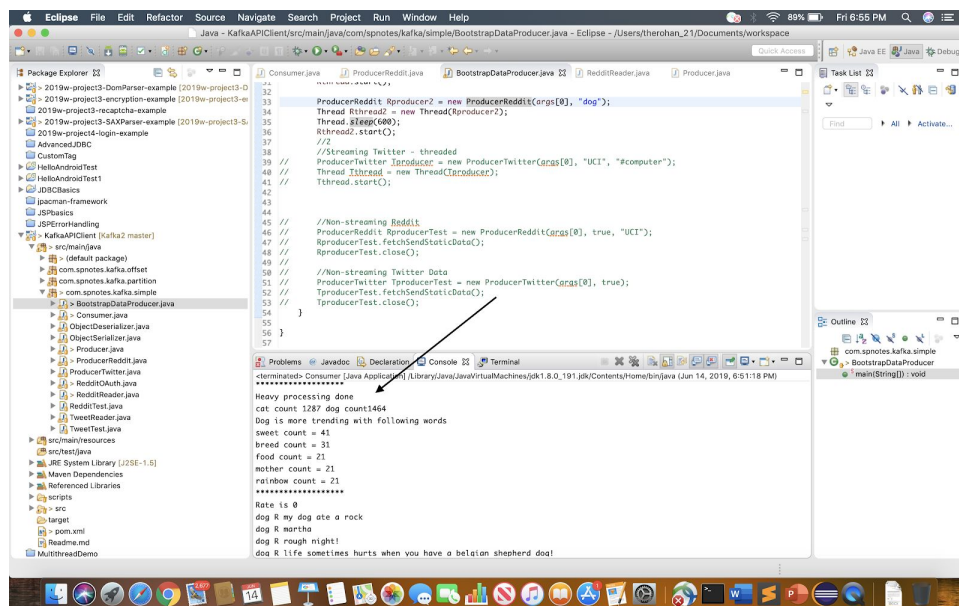 Eclipse File Edit Refactor Source Navigate Search Project Run Window Help 89% Fri 6:55 PM
Java - KafkaAPIClient/src/main/java/com/spnotes/kafka/simple/BootstrapDataProducer.java - Eclipse - /Users/therohan_21/Documents/workspace
Quick Access Java EE Java Debug
Package Explorer
> 2019w-project3-DomParser-example [2019w-project3-D
> 2019w-project3-encryption-example [2019w-project3-e
2019w-project3-recaptcha-example
> 2019w-project3-SAXParser-example [2019w-project3-S
2019w-project4-login-example
AdvancedJDBC
CustomTag
HelloAndroidTest
HelloAndroidTest1
JDBCBasics
jpacman-framework
JSPbasics
JSPErrorHandling
> KafkaAPIClient [Kafka2 master]
> src/main/java
> (default package)
com.spnotes.kafka.offset
com.spnotes.kafka.partition
> com.spnotes.kafka.simple
> BootstrapDataProducer.java
> Consumer.java
ObjectDeserializer.java
ObjectSerializer.java
> Producer.java
> ProducerReddit.java
ProducerTwitter.java
> RedditOAuth.java
> RedditReader.java
RedditTest.java
TweetReader.java
TweetTest.java
src/main/resources
src/test/java
JRE System Library [J2SE-1.5]
Maven Dependencies
Referenced Libraries
scripts
> src
target
> pom.xml
Readme.md
MultithreadDemo
Consumer.java ProducerReddit.java BootstrapDataProducer.java RedditReader.java Producer.java
31 Rthread.start();
32
33 ProducerReddit Rproducer2 = new ProducerReddit(args[0], "dog");
34 Thread Rthread2 = new Thread(Rproducer2);
35 Thread.sleep(600);
36 Rthread2.start();
37 //2
38 //Streaming Twitter - threaded
39 // ProducerTwitter Tproducer = new ProducerTwitter(args[0], "UCI", "#computer");
40 // Thread Tthread = new Thread(Tproducer);
41 // Tthread.start();
42
43
44
45 // //Non-streaming Reddit
46 // ProducerReddit RproducerTest = new ProducerReddit(args[0], true, "UCI");
47 // RproducerTest.fetchSendStaticData();
48 // RproducerTest.close();
49 //
50 // //Non-streaming Twitter Data
51 // ProducerTwitter TproducerTest = new ProducerTwitter(args[0], true);
52 // TproducerTest.fetchSendStaticData();
53 // TproducerTest.close();
54 }
55
56 }
57
Problems Javadoc Declaration Console Terminal
<terminated> Consumer [Java Application] /Library/Java/JavaVirtualMachines/jdk1.8.0_191.jdk/Contents/Home/bin/java (Jun 14, 2019, 6:51:18 PM)
********************
Heavy processing done
cat count 1287 dog count1464
Dog is more trending with following words
sweet count = 41
breed count = 31
food count = 21
mother count = 21
rainbow count = 21
********************
Rate is 0
dog R my dog ate a rock
dog R martha
dog R rough night!
dog R life sometimes hurts when you have a belgian shepherd dog!
Task List
Find All Activate...
Outline
com.spnotes.kafka.simple
> BootstrapDataProducer
main(String[]) : void
2,677
14